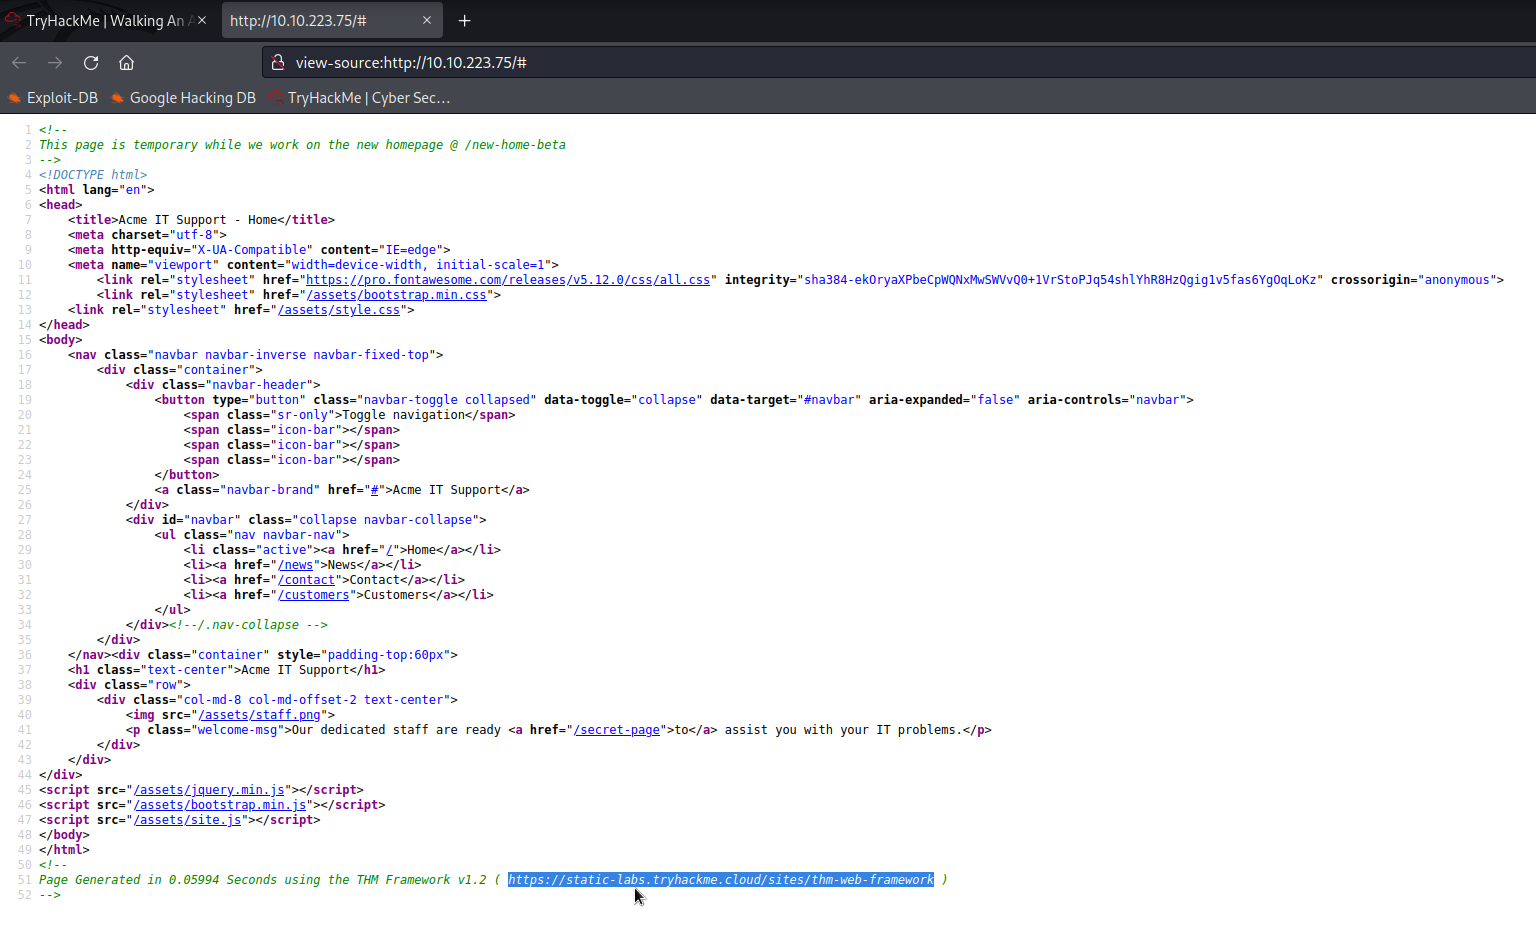 TryHackMe | Walking An A
http://10.10.223.75/#
view-source:http://10.10.223.75/#
Exploit-DB
Google Hacking DB
TryHackMe | Cyber Sec…
1 <!--
2 This page is temporary while we work on the new homepage @ /new-home-beta
3 -->
4 <!DOCTYPE html>
5 <html lang="en">
6 <head>
7     <title>Acme IT Support - Home</title>
8     <meta charset="utf-8">
9     <meta http-equiv="X-UA-Compatible" content="IE=edge">
10     <meta name="viewport" content="width=device-width, initial-scale=1">
11         <link rel="stylesheet" href="https://pro.fontawesome.com/releases/v5.12.0/css/all.css" integrity="sha384-ekOryaXPbeCpWQNxMwSWVvQ0+1VrStoPJq54shlYhR8HzQgig1v5fas6YgOqLoKz" crossorigin="anonymous">
12         <link rel="stylesheet" href="/assets/bootstrap.min.css">
13     <link rel="stylesheet" href="/assets/style.css">
14 </head>
15 <body>
16     <nav class="navbar navbar-inverse navbar-fixed-top">
17         <div class="container">
18             <div class="navbar-header">
19                 <button type="button" class="navbar-toggle collapsed" data-toggle="collapse" data-target="#navbar" aria-expanded="false" aria-controls="navbar">
20                     <span class="sr-only">Toggle navigation</span>
21                     <span class="icon-bar"></span>
22                     <span class="icon-bar"></span>
23                     <span class="icon-bar"></span>
24                 </button>
25                 <a class="navbar-brand" href="#">Acme IT Support</a>
26             </div>
27             <div id="navbar" class="collapse navbar-collapse">
28                 <ul class="nav navbar-nav">
29                     <li class="active"><a href="/">Home</a></li>
30                     <li><a href="/news">News</a></li>
31                     <li><a href="/contact">Contact</a></li>
32                     <li><a href="/customers">Customers</a></li>
33                 </ul>
34             </div><!--/.nav-collapse -->
35         </div>
36     </nav><div class="container" style="padding-top:60px">
37     <h1 class="text-center">Acme IT Support</h1>
38     <div class="row">
39         <div class="col-md-8 col-md-offset-2 text-center">
40             <img src="/assets/staff.png">
41             <p class="welcome-msg">Our dedicated staff are ready <a href="/secret-page">to</a> assist you with your IT problems.</p>
42         </div>
43     </div>
44 </div>
45 <script src="/assets/jquery.min.js"></script>
46 <script src="/assets/bootstrap.min.js"></script>
47 <script src="/assets/site.js"></script>
48 </body>
49 </html>
50 <!--
51 Page Generated in 0.05994 Seconds using the THM Framework v1.2 ( https://static-labs.tryhackme.cloud/sites/thm-web-framework )
52 -->